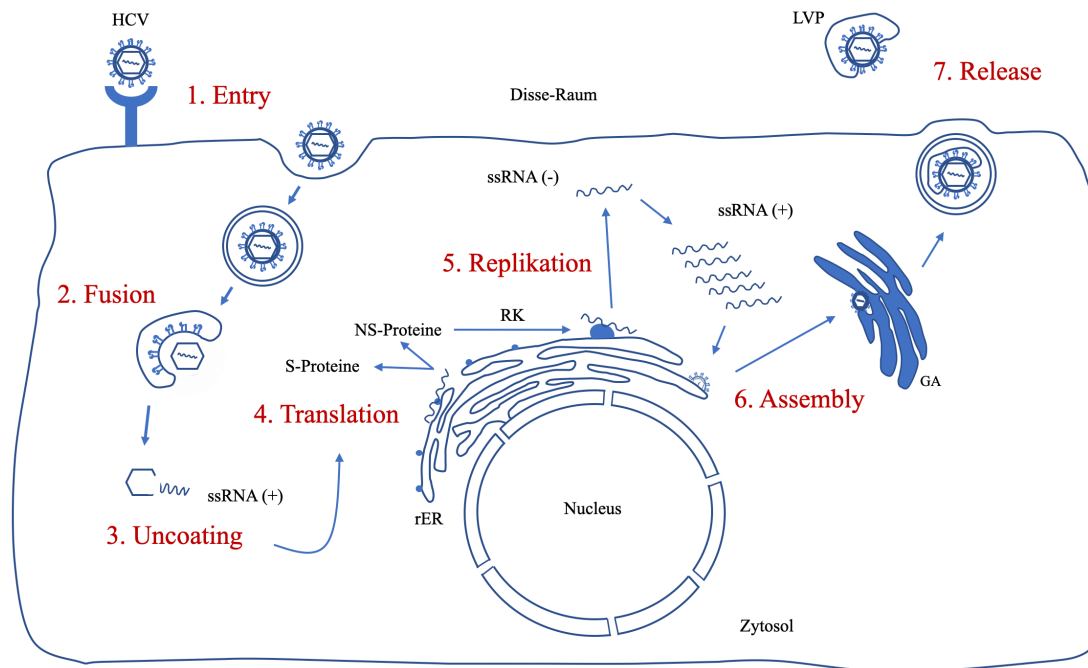 HCV
LVP
1. Entry
7. Release
Disse-Raum
ssRNA (-)
ssRNA (+)
5. Replikation
2. Fusion
NS-Proteine
RK
S-Proteine
GA
4. Translation
6. Assembly
ssRNA (+)
3. Uncoating
rER
Nucleus
Zytosol